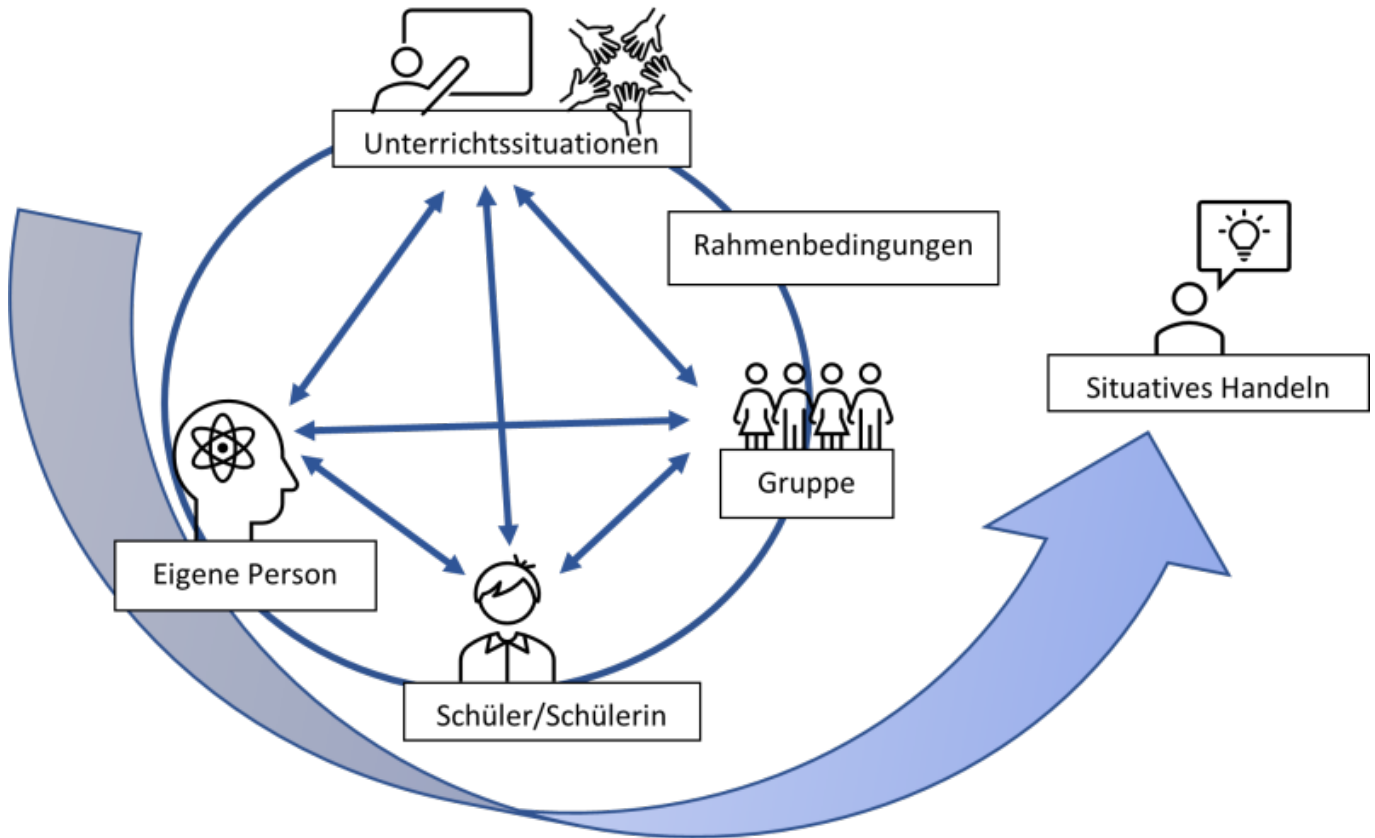 Unterrichtssituationen
Rahmenbedingungen
Situatives Handeln
Gruppe
Eigene Person
Schüler/Schülerin